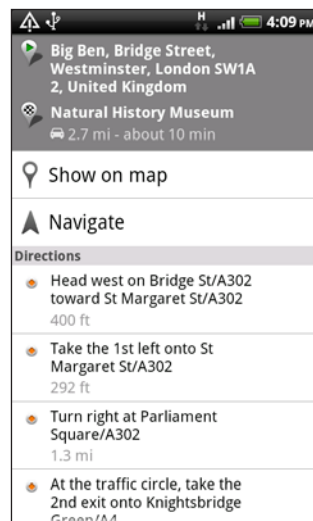 H 4:09 PM
Big Ben, Bridge Street,
Westminster, London SW1A
2, United Kingdom
Natural History Museum
2.7 mi - about 10 min
Show on map
Navigate
Directions
Head west on Bridge St/A302
toward St Margaret St/A302
400 ft
Take the 1st left onto St
Margaret St/A302
292 ft
Turn right at Parliament
Square/A302
1.3 mi
At the traffic circle, take the
2nd exit onto Knightsbridge
Green/A4